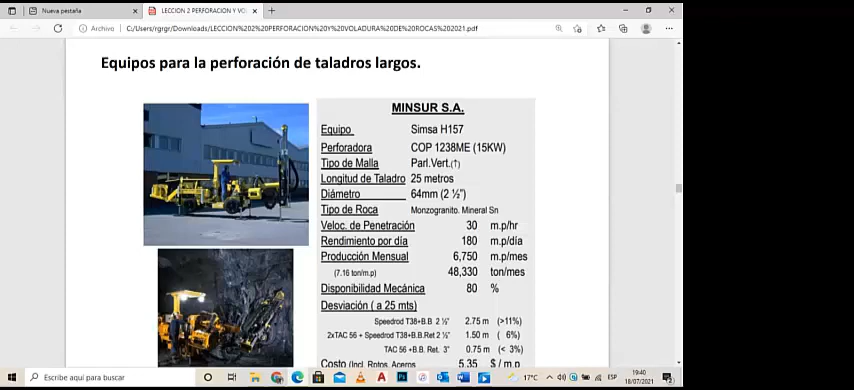 Nueva pestaña
LECCION 2 PERFORACION Y VO
Archivo | C:/Users/rgrgr/Downloads/LECCION%202%20PERFORACION%20Y%20VOLADURA%20DE%20ROCAS%202021.pdf
Equipos para la perforación de taladros largos.
MINSUR S.A.
Equipo Simsa H157
Perforadora COP 1238ME (15KW)
Tipo de Malla Parl.Vert.(↑)
Longitud de Taladro 25 metros
Diámetro 64mm (2 ½")
Tipo de Roca Monzogranito. Mineral Sn
Veloc. de Penetración 30 m.p/hr
Rendimiento por día 180 m.p/día
Producción Mensual 6,750 m.p/mes
(7.16 ton/m.p) 48,330 ton/mes
Disponibilidad Mecánica 80 %
Desviación ( a 25 mts)
Speedrod T38+B.B 2 ½" 2.75 m (>11%)
2xTAC 56 + Speedrod T38+B.B.Ret 2 ½" 1.50 m ( 6%)
TAC 56 +B.B. Ret. 3" 0.75 m (< 3%)
Costo (Incl. Rptos, Aceros 5.35 $ / m.p
Escribe aquí para buscar
17°C
ESP
19:40
18/07/2021